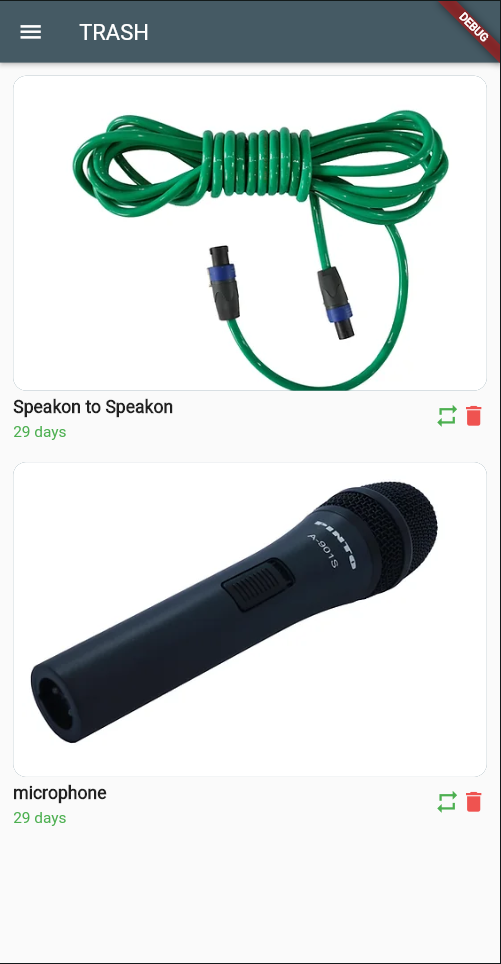 TRASH
DEBUG
Speakon to Speakon
29 days
PINTO
A-901S
microphone
29 days